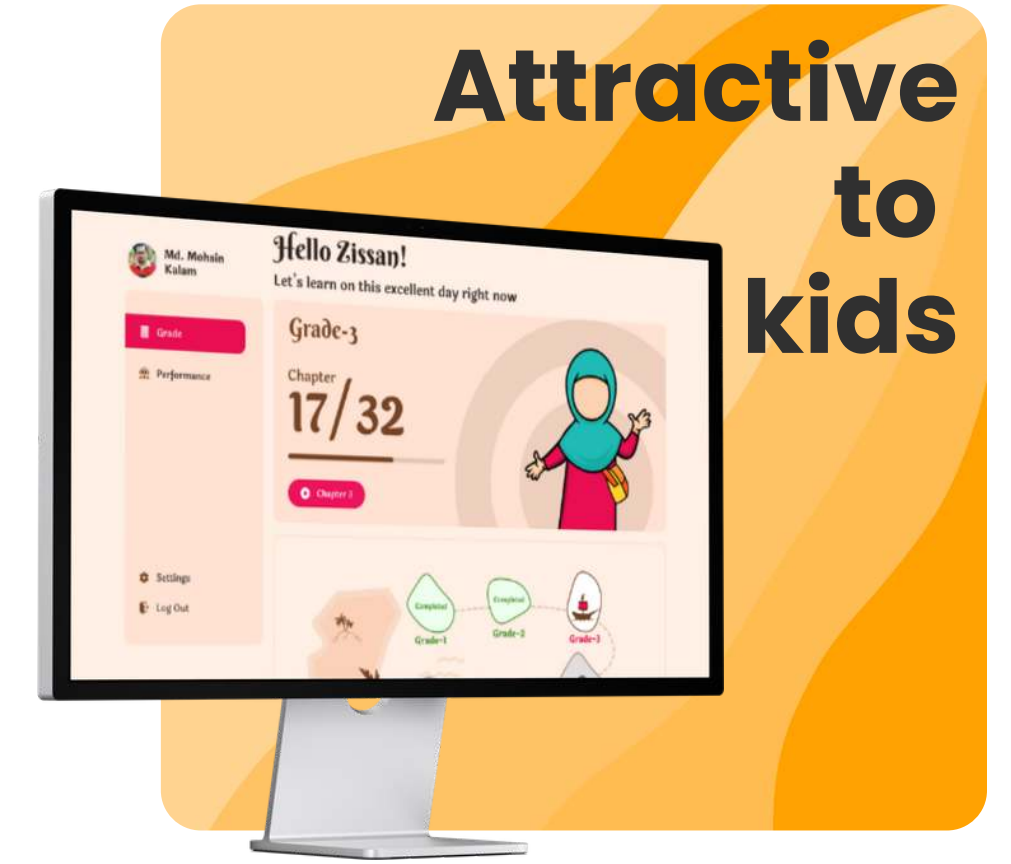 Attractive
to
kids
Md. Mohsin
Kalam
Hello Zissan!
Let's learn on this excellent day right now
Grade
Performance
Settings
Log Out
Grade-3
Chapter
17/32
Chapter
Completed
Completed
Grade-1
Grade-2
Grade-3